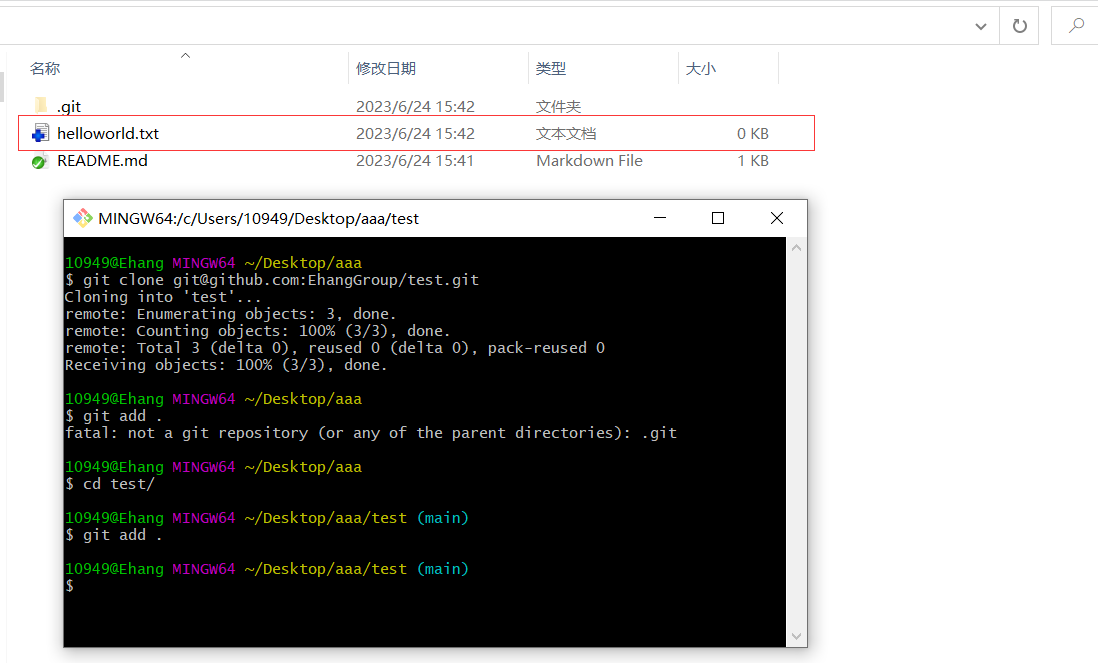 名称 修改日期 类型 大小
.git 2023/6/24 15:42 文件夹
helloworld.txt 2023/6/24 15:42 文本文档 0 KB
README.md 2023/6/24 15:41 Markdown File 1 KB
MINGW64:/c/Users/10949/Desktop/aaa/test
10949@Ehang MINGW64 ~/Desktop/aaa
$ git clone git@github.com:EhangGroup/test.git
Cloning into 'test'...
remote: Enumerating objects: 3, done.
remote: Counting objects: 100% (3/3), done.
remote: Total 3 (delta 0), reused 0 (delta 0), pack-reused 0
Receiving objects: 100% (3/3), done.
10949@Ehang MINGW64 ~/Desktop/aaa
$ git add .
fatal: not a git repository (or any of the parent directories): .git
10949@Ehang MINGW64 ~/Desktop/aaa
$ cd test/
10949@Ehang MINGW64 ~/Desktop/aaa/test (main)
$ git add .
10949@Ehang MINGW64 ~/Desktop/aaa/test (main)
$